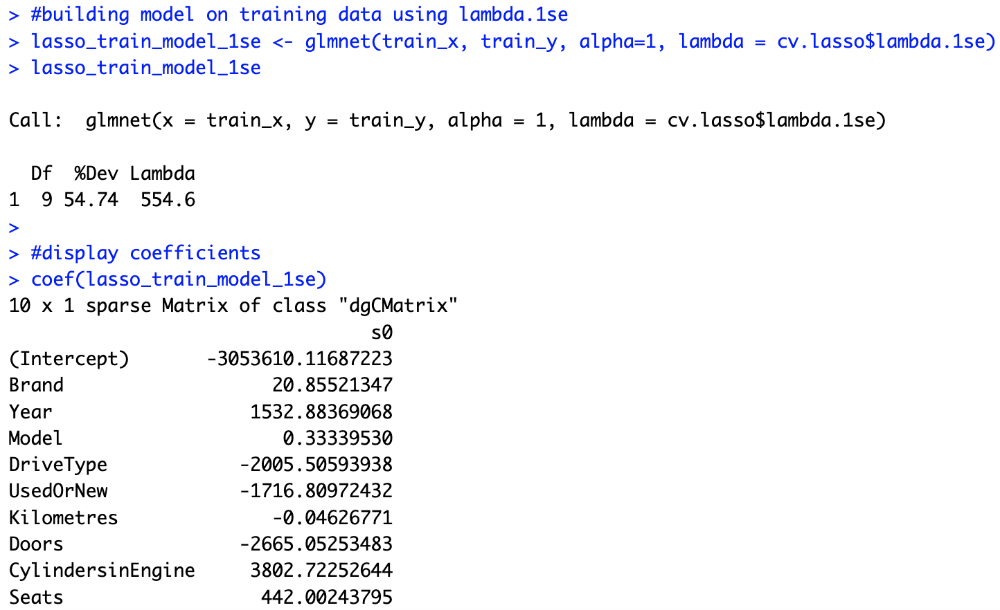 > #building model on training data using lambda.1se
> lasso_train_model_1se <- glmnet(train_x, train_y, alpha=1, lambda = cv.lasso$lambda.1se)
> lasso_train_model_1se
Call:  glmnet(x = train_x, y = train_y, alpha = 1, lambda = cv.lasso$lambda.1se)
  Df  %Dev Lambda
1  9 54.74  554.6
>
> #display coefficients
> coef(lasso_train_model_1se)
10 x 1 sparse Matrix of class "dgCMatrix"
                                 s0
(Intercept)       -3053610.11687223
Brand                   20.85521347
Year                  1532.88369068
Model                    0.33339530
DriveType            -2005.50593938
UsedOrNew            -1716.80972432
Kilometres              -0.04626771
Doors                -2665.05253483
CylindersinEngine     3802.72252644
Seats                  442.00243795